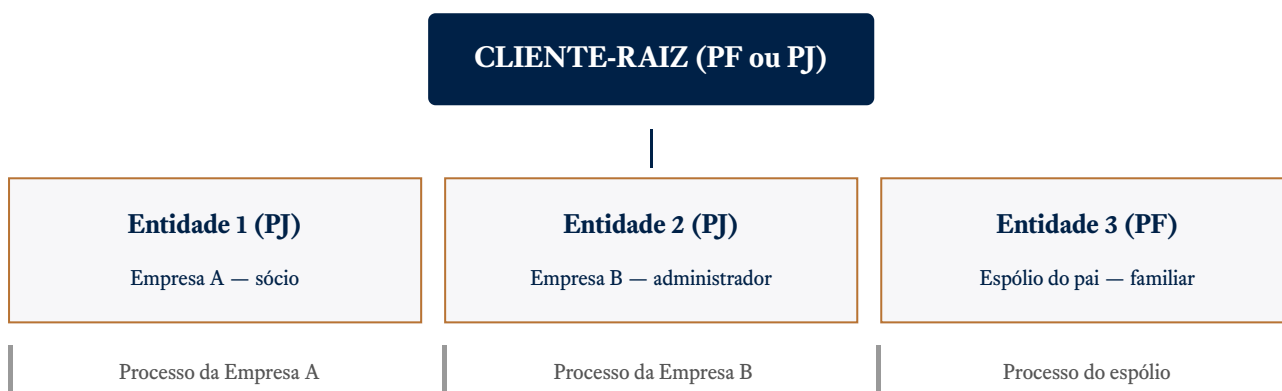 CLIENTE-RAIZ (PF ou PJ)
Entidade 1 (PJ)
Empresa A — sócio
Processo da Empresa A
Entidade 2 (PJ)
Empresa B — administrador
Processo da Empresa B
Entidade 3 (PF)
Espólio do pai — familiar
Processo do espólio